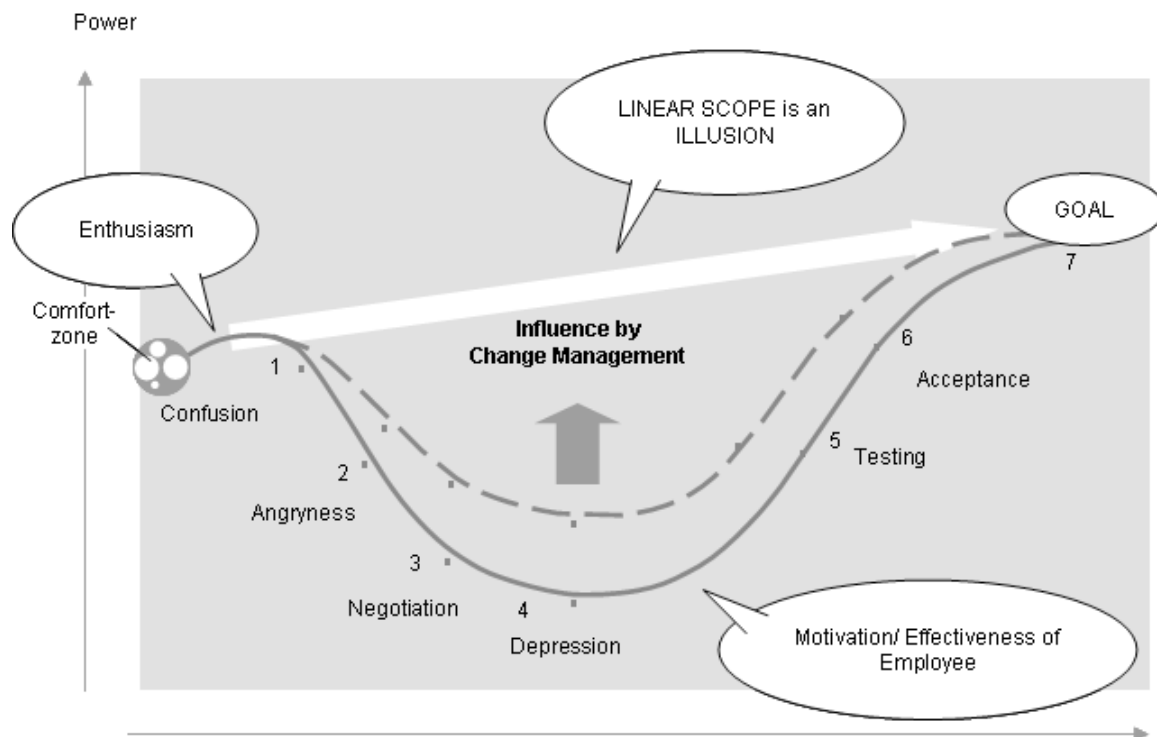 Power
LINEAR SCOPE is an
ILLUSION
Enthusiasm
GOAL
7
Comfort-
zone
Influence by
Change Management
1
6
Acceptance
Confusion
5
Testing
2
Angryness
3
Negotiation
4
Depression
Motivation/ Effectiveness of
Employee